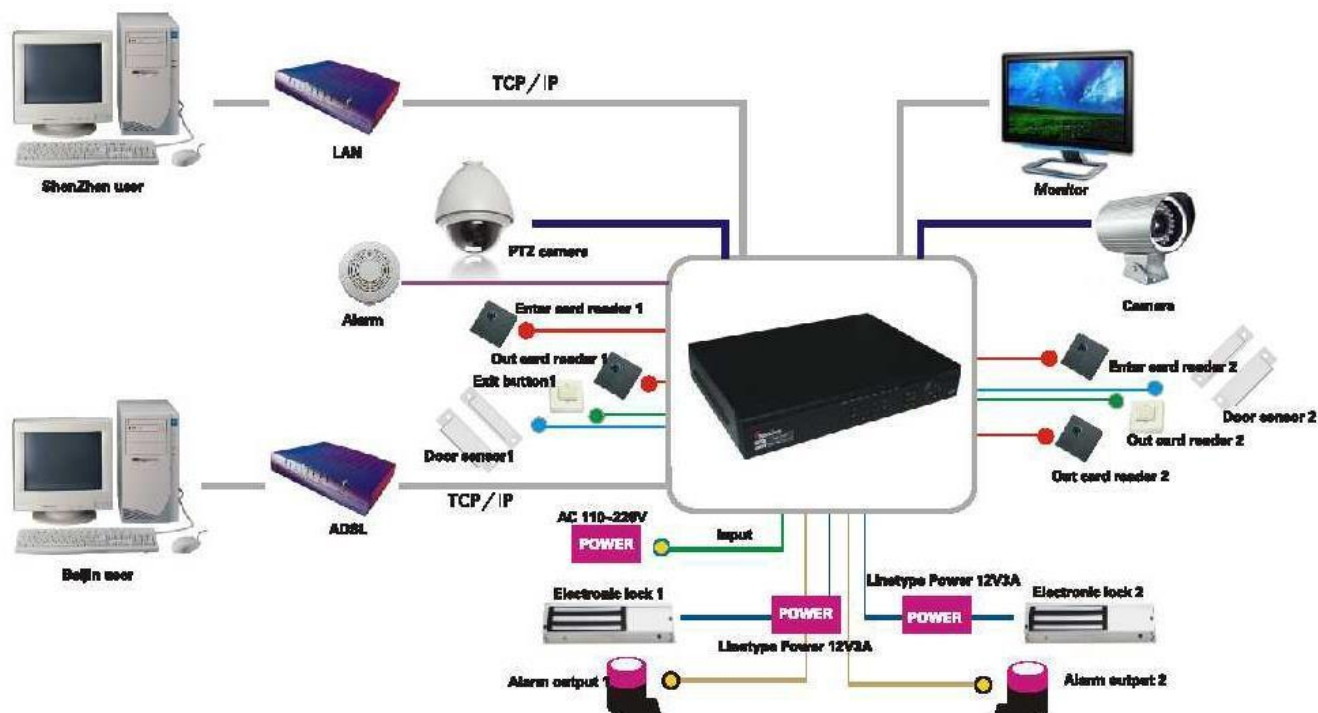 TCP/IP
LAN
ShenZhen user
Monitor
PTZ camera
Alarm
Camera
Enter card reader 1
Out card reader 1
Exit button1
Enter card reader 2
Door sensor 2
Out card reader 2
Out card reader 2
Door sensor1
TCP/IP
ADSL
Beijin user
AC 110~220V
POWER
Input
Linetype Power 12V3A
Electronic lock 1
POWER
POWER
Electronic lock 2
Linetype Power 12V3A
Alarm output 1
Alarm output 2